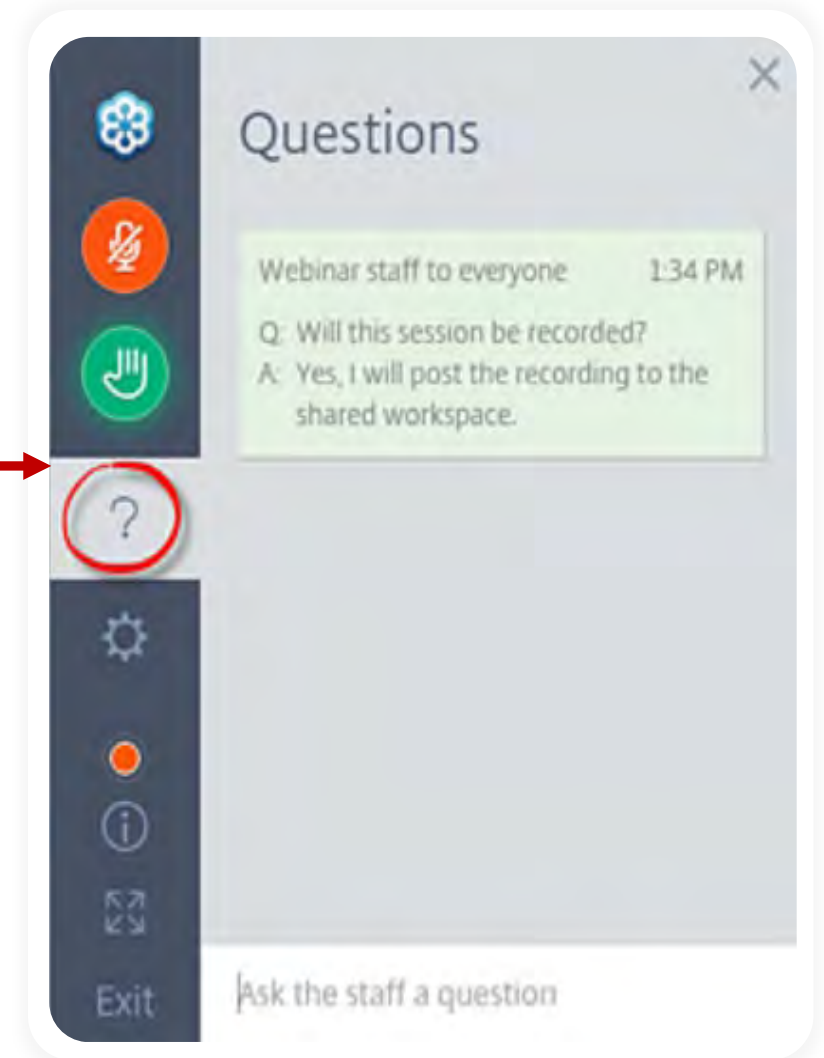 Questions
Webinar staff to everyone 1:34 PM
Q: Will this session be recorded?
A: Yes, I will post the recording to the
shared workspace.
?
Exit
Ask the staff a question